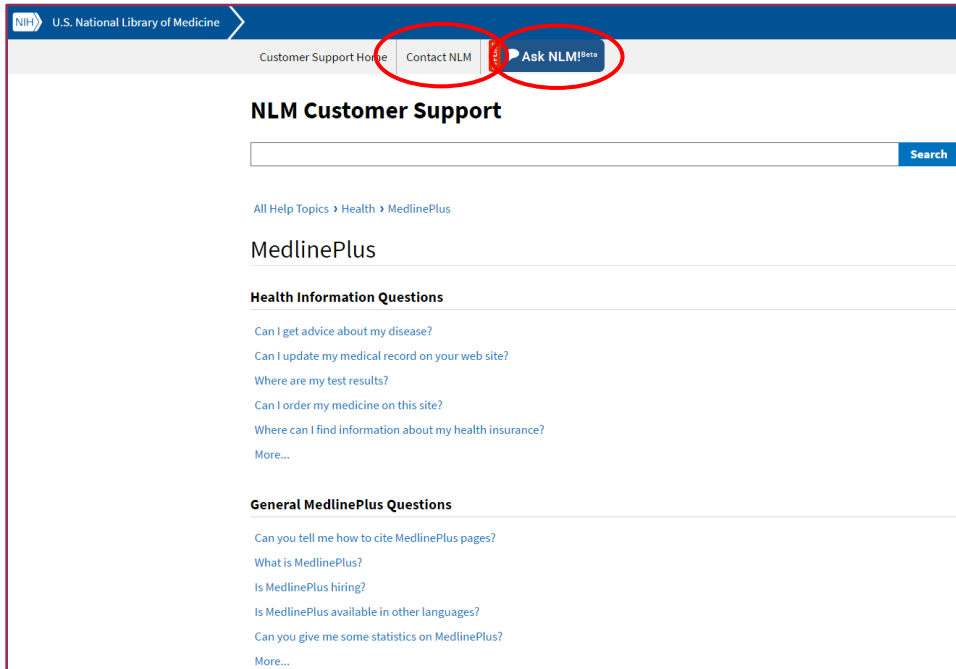 NIH U.S. National Library of Medicine
Customer Support Home Contact NLM Ask NLM!Beta
NLM Customer Support
Search
All Help Topics › Health › MedlinePlus
MedlinePlus
Health Information Questions
Can I get advice about my disease?
Can I update my medical record on your web site?
Where are my test results?
Can I order my medicine on this site?
Where can I find information about my health insurance?
More...
General MedlinePlus Questions
Can you tell me how to cite MedlinePlus pages?
What is MedlinePlus?
Is MedlinePlus hiring?
Is MedlinePlus available in other languages?
Can you give me some statistics on MedlinePlus?
More...